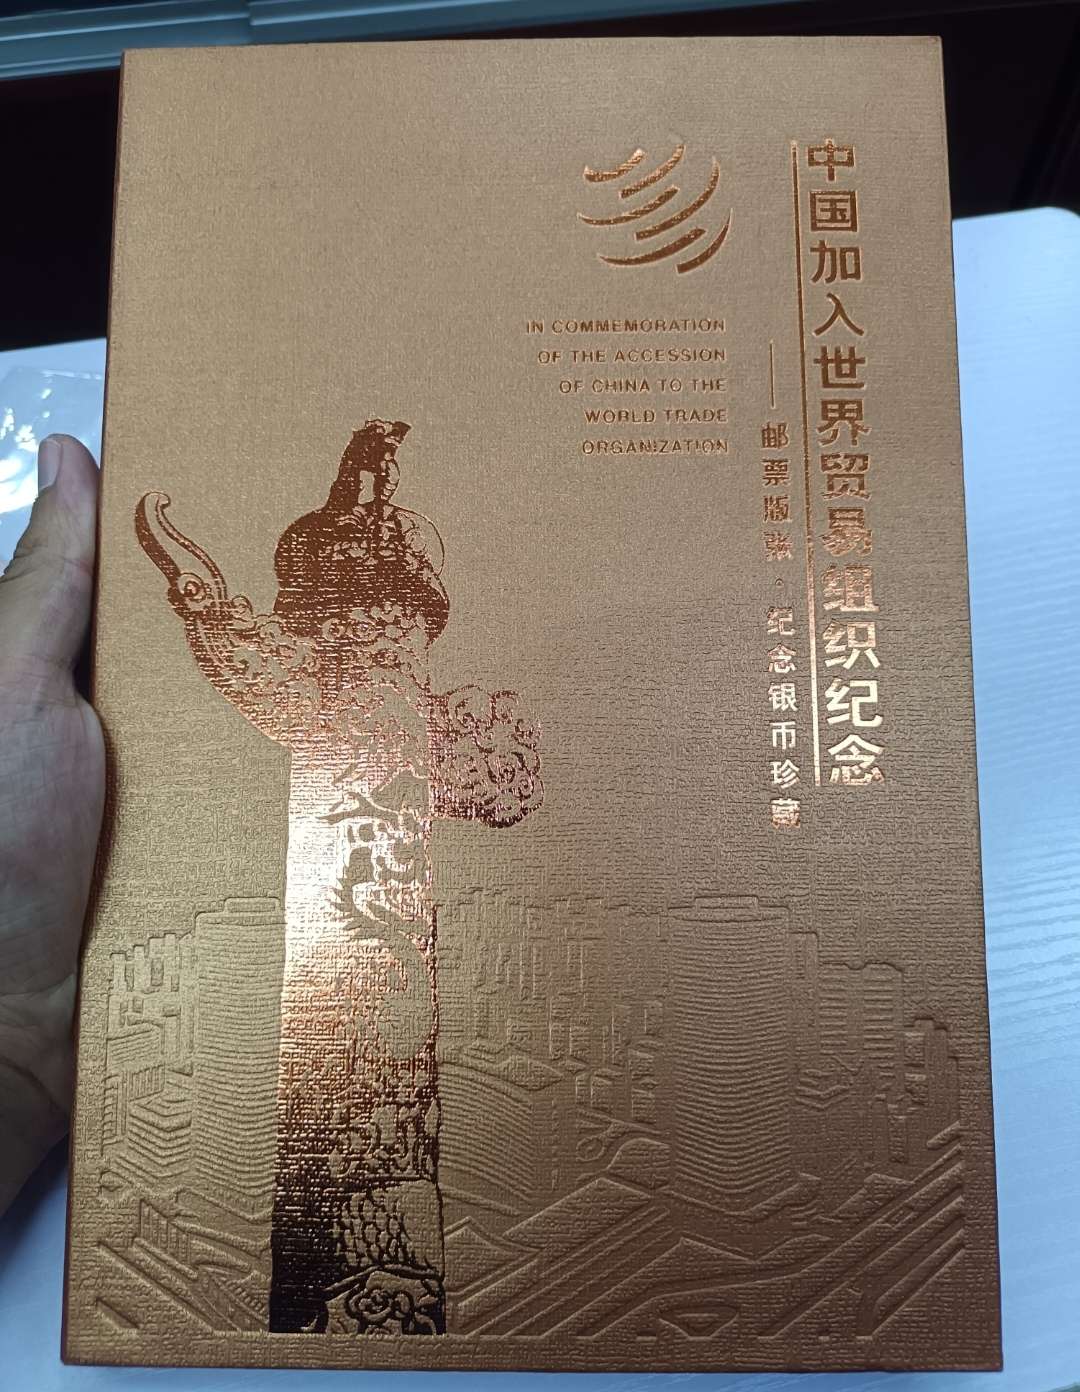 中国加入世界贸易组织纪念
邮票版张·纪念银币珍藏
IN COMMEMORATION
OF THE ACCESSION
OF CHINA TO THE
WORLD TRADE
ORGANIZATION